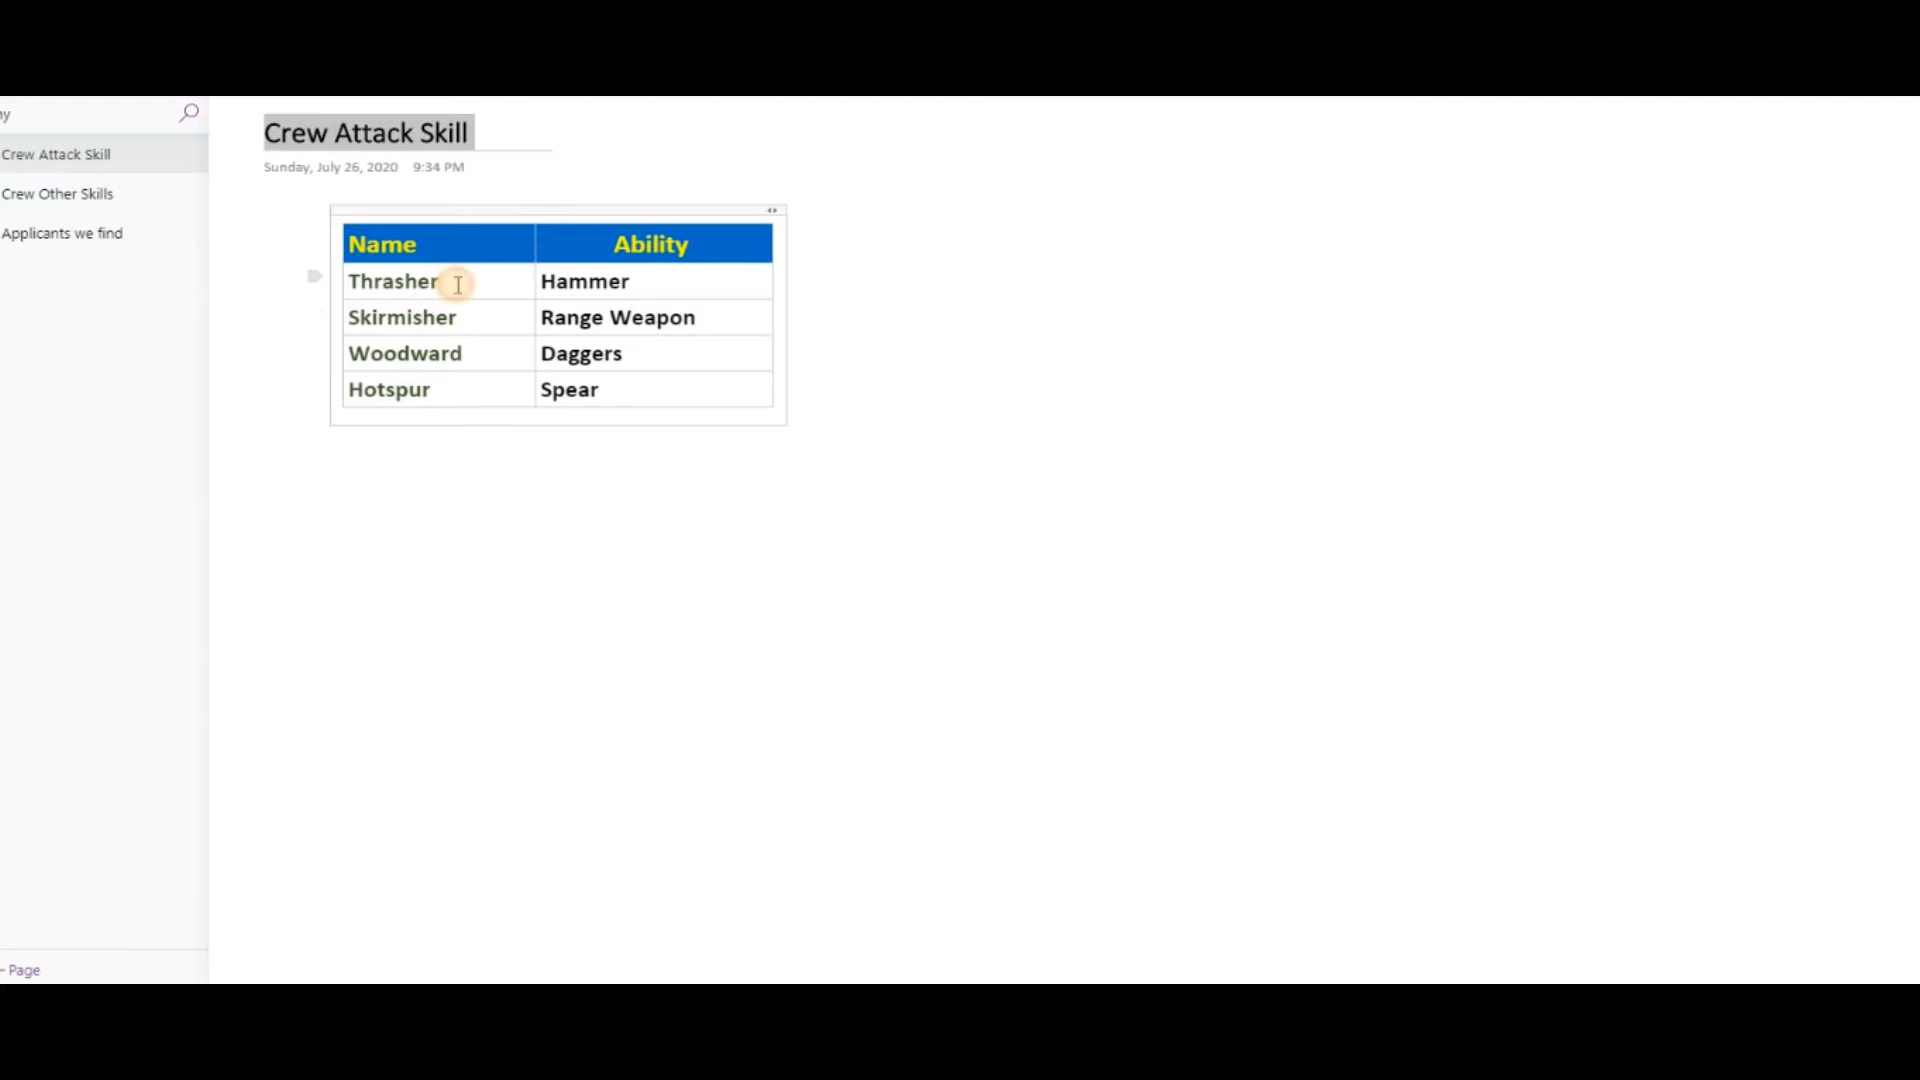 ny
Crew Attack Skill
Crew Other Skills
Applicants we find
Page
Crew Attack Skill
Sunday, July 26, 2020 9:34 PM
Name Ability
Thrasher Hammer
Skirmisher Range Weapon
Woodward Daggers
Hotspur Spear